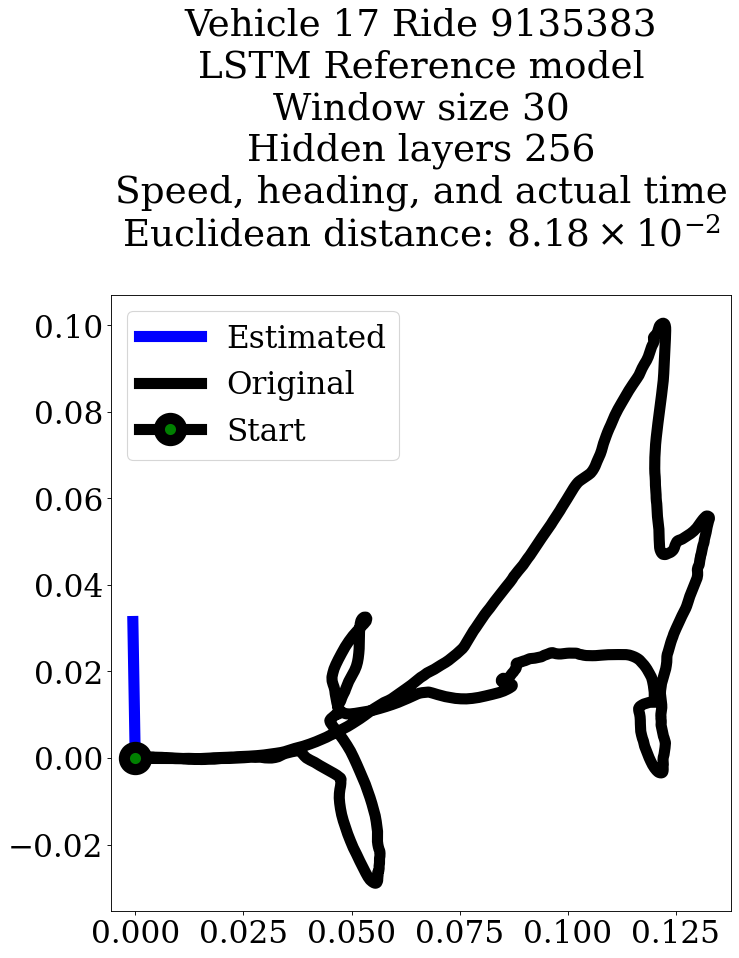 Vehicle 17 Ride 9135383
LSTM Reference model
Window size 30
Hidden layers 256
Speed, heading, and actual time
Euclidean distance: 8.18 × 10⁻²
Estimated
Original
Start
0.10
0.08
0.06
0.04
0.02
0.00
−0.02
0.000 0.025 0.050 0.075 0.100 0.125